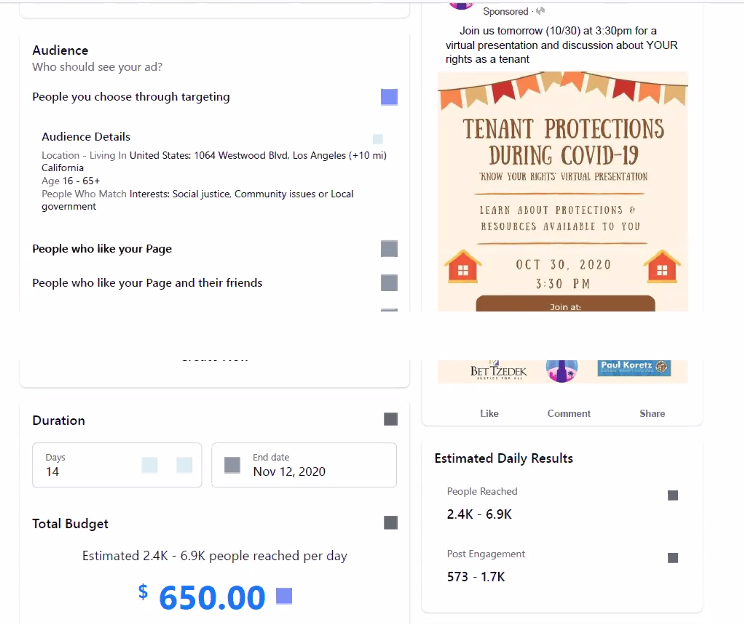 Audience
Who should see your ad?
People you choose through targeting
Audience Details
Location - Living In United States: 1064 Westwood Blvd, Los Angeles (+10 mi)
California
Age 16 - 65+
People Who Match Interests: Social justice, Community issues or Local
government
People who like your Page
People who like your Page and their friends
Duration
Days
14
End date
Nov 12, 2020
Total Budget
Estimated 2.4K - 6.9K people reached per day
$ 650.00
Sponsored ·
Join us tomorrow (10/30) at 3:30pm for a
virtual presentation and discussion about YOUR
rights as a tenant
TENANT PROTECTIONS
DURING COVID-19
'KNOW YOUR RIGHTS' VIRTUAL PRESENTATION
LEARN ABOUT PROTECTIONS &
RESOURCES AVAILABLE TO YOU
OCT 30, 2020
3:30 PM
Join at:
BET TZEDEK
JUSTICE FOR ALL
Paul Koretz
Like Comment Share
Estimated Daily Results
People Reached
2.4K - 6.9K
Post Engagement
573 - 1.7K